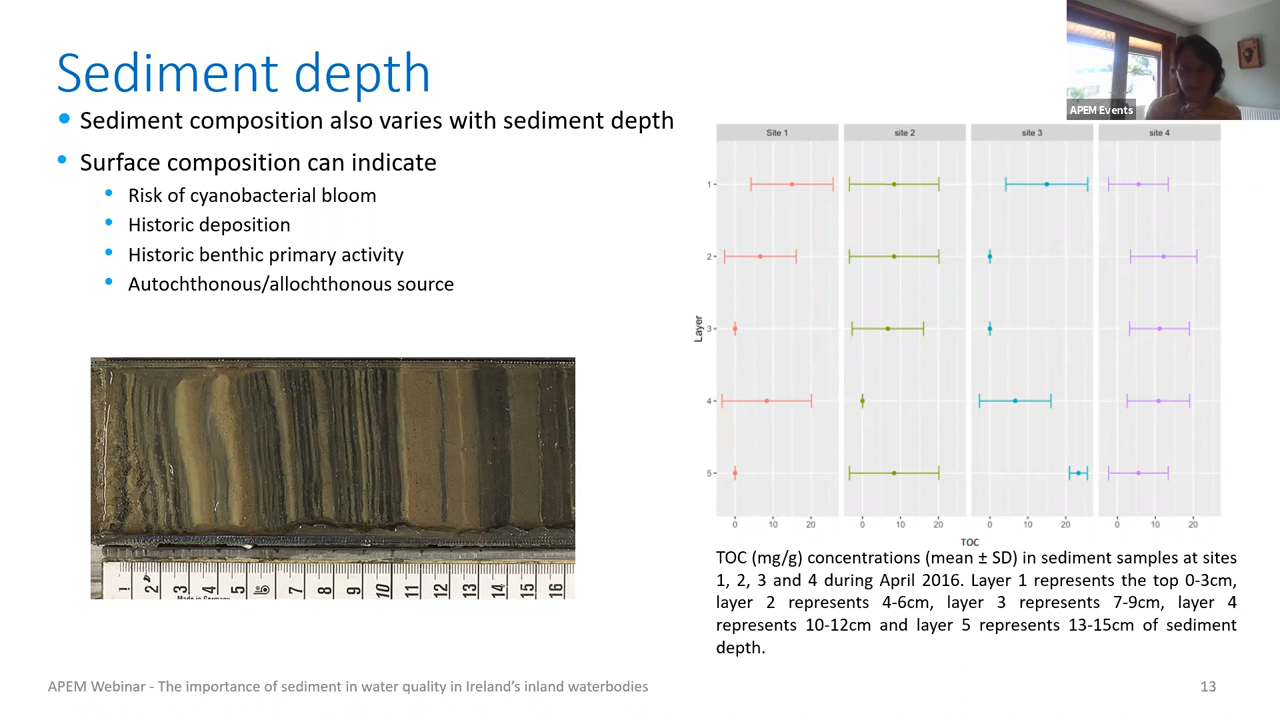 Sediment depth
Sediment composition also varies with sediment depth
Surface composition can indicate
Risk of cyanobacterial bloom
Historic deposition
Historic benthic primary activity
Autochthonous/allochthonous source
1 2 3 4 5 7 8 9 10 11 12 13 14 15 16
Made in Germany
APEM Events
Site 1 site 2 site 3 site 4
Layer
1
2
3
4
5
0 10 20 0 10 20 0 10 20 0 10 20
TOC
TOC (mg/g) concentrations (mean ± SD) in sediment samples at sites
1, 2, 3 and 4 during April 2016. Layer 1 represents the top 0-3cm,
layer 2 represents 4-6cm, layer 3 represents 7-9cm, layer 4
represents 10-12cm and layer 5 represents 13-15cm of sediment
depth.
APEM Webinar - The importance of sediment in water quality in Ireland's inland waterbodies
13